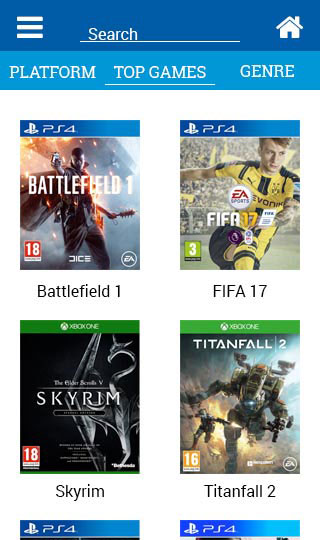 Search
PLATFORM TOP GAMES GENRE
PS4 PS4
BATTLEFIELD 1
EA SPORTS
FIFA 17
18 DICE EA
3
Battlefield 1 FIFA 17
XBOX ONE XBOX ONE
TITANFALL 2
The Elder Scrolls V
SKYRIM
SPECIAL EDITION
18 Bethesda
16 EA
Skyrim Titanfall 2
PS4 PS4